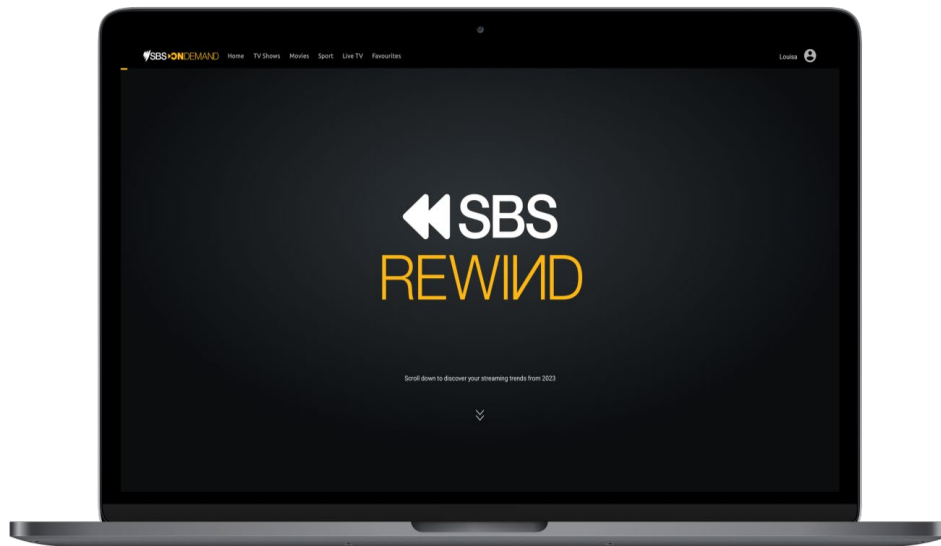 SBS ONDEMAND Home TV Shows Movies Sport Live TV Favourites Louisa
SBS
REWIND
Scroll down to discover your streaming trends from 2023